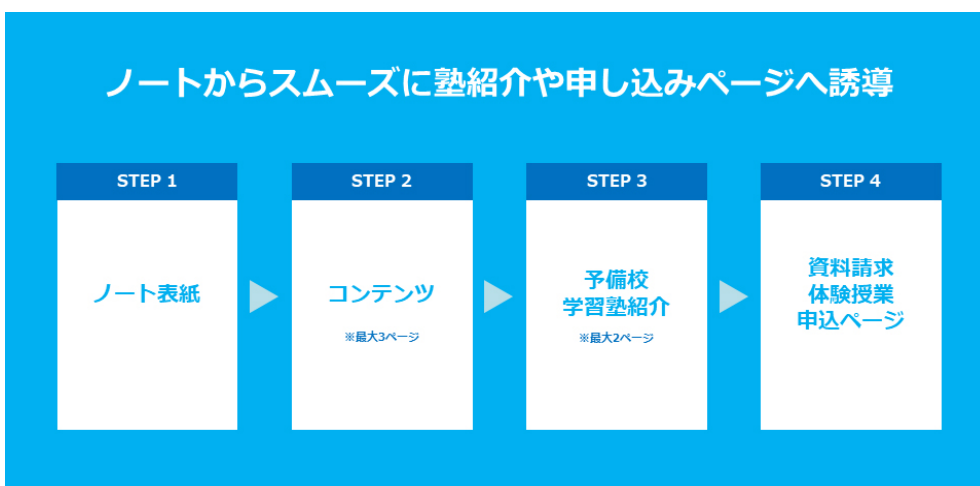 ノートからスムーズに塾紹介や申し込みページへ誘導
STEP 1
ノート表紙
STEP 2
コンテンツ
※最大3ページ
STEP 3
予備校
学習塾紹介
※最大2ページ
STEP 4
資料請求
体験授業
申込ページ